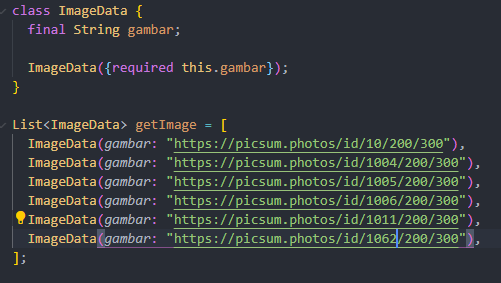 class ImageData {
final String gambar;
ImageData({required this.gambar});
}
List<ImageData> getImage = [
ImageData(gambar: "https://picsum.photos/id/10/200/300"),
ImageData(gambar: "https://picsum.photos/id/1004/200/300"),
ImageData(gambar: "https://picsum.photos/id/1005/200/300"),
ImageData(gambar: "https://picsum.photos/id/1006/200/300"),
ImageData(gambar: "https://picsum.photos/id/1011/200/300"),
ImageData(gambar: "https://picsum.photos/id/1062/200/300"),
];